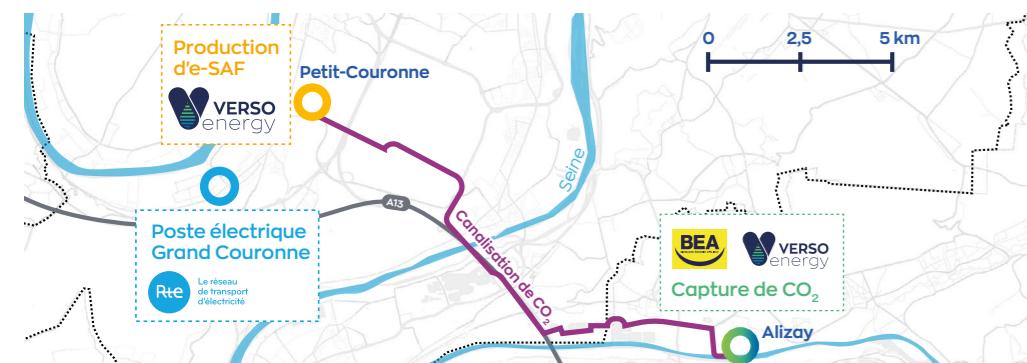 Production
d'e-SAF
VERSO
energy
Petit-Couronne
0 2,5 5 km
Seine
A13
Canalisation de CO₂
Poste électrique
Grand Couronne
Rte
Le réseau
de transport
d'électricité
BEA
VERSO
energy
Capture de CO₂
Alizay